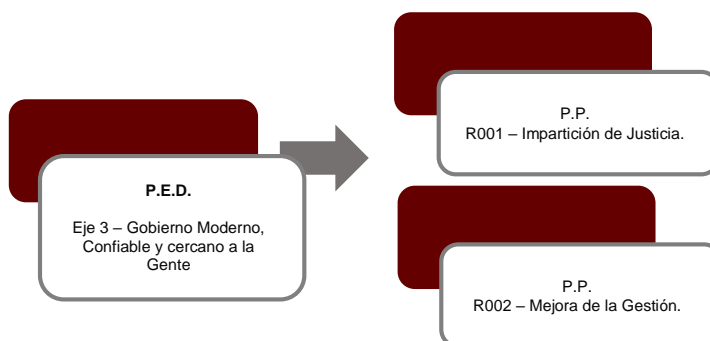 P.E.D.
Eje 3 – Gobierno Moderno,
Confiable y cercano a la
Gente
P.P.
R001 – Impartición de Justicia.
P.P.
R002 – Mejora de la Gestión.